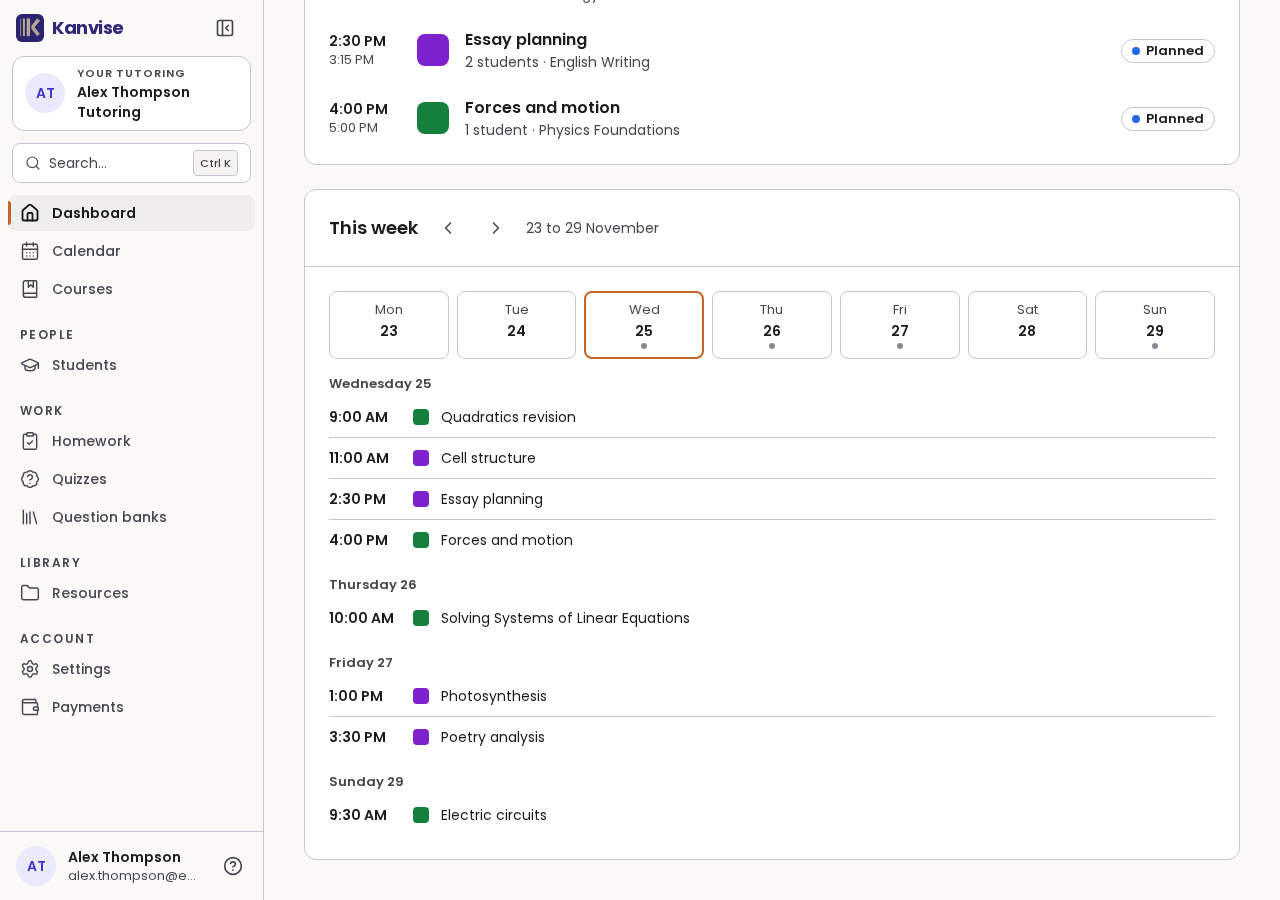 Kanvise
YOUR TUTORING
AT
Alex Thompson
Tutoring
Search...
Ctrl K
Dashboard
Calendar
Courses
PEOPLE
Students
WORK
Homework
Quizzes
Question banks
LIBRARY
Resources
ACCOUNT
Settings
Payments
AT
Alex Thompson
alex.thompson@e...
2:30 PM
3:15 PM
Essay planning
2 students · English Writing
Planned
4:00 PM
5:00 PM
Forces and motion
1 student · Physics Foundations
Planned
This week
23 to 29 November
Mon
23
Tue
24
Wed
25
Thu
26
Fri
27
Sat
28
Sun
29
Wednesday 25
9:00 AM Quadratics revision
11:00 AM Cell structure
2:30 PM Essay planning
4:00 PM Forces and motion
Thursday 26
10:00 AM Solving Systems of Linear Equations
Friday 27
1:00 PM Photosynthesis
3:30 PM Poetry analysis
Sunday 29
9:30 AM Electric circuits